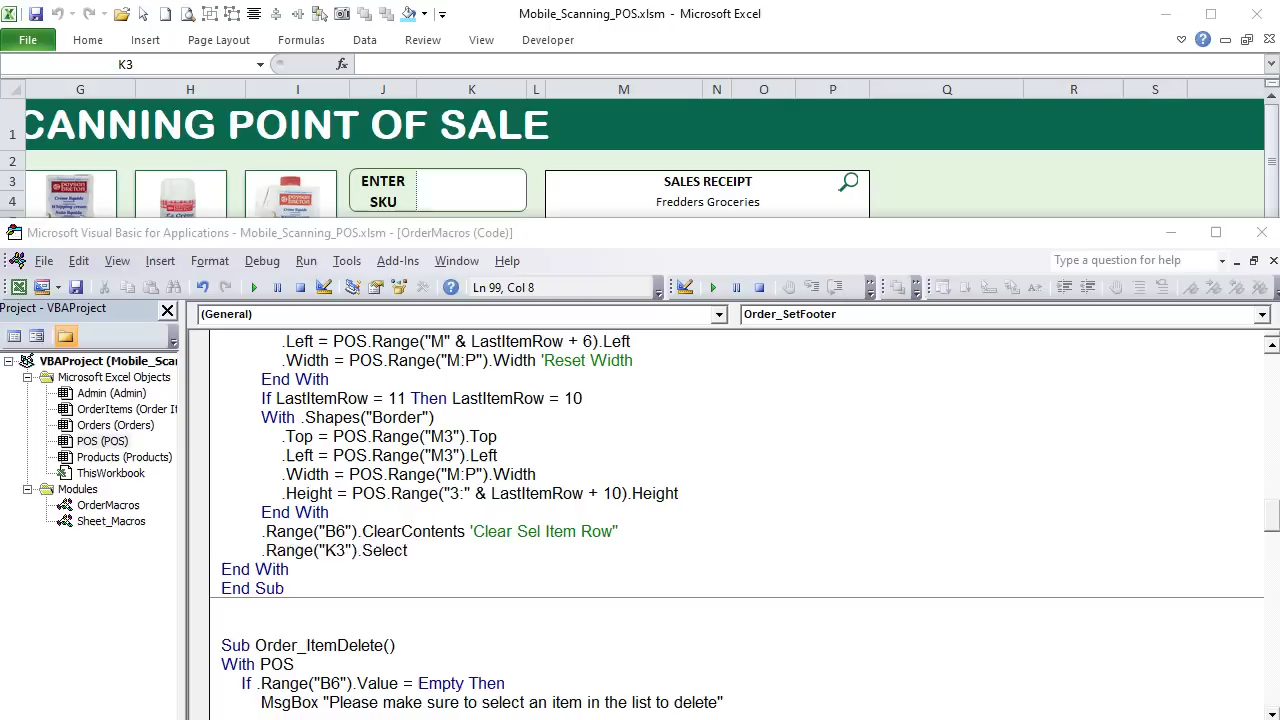 Mobile_Scanning_POS.xlsm - Microsoft Excel
File Home Insert Page Layout Formulas Data Review View Developer
K3 fx
G H I J K L M N O P Q R S
1 CANNING POINT OF SALE
2
3 ENTER SALES RECEIPT
4 SKU Fredders Groceries
Microsoft Visual Basic for Applications - Mobile_Scanning_POS.xlsm - [OrderMacros (Code)]
File Edit View Insert Format Debug Run Tools Add-Ins Window Help Type a question for help
Ln 99, Col 8
Project - VBAProject
(General) Order_SetFooter
VBAProject (Mobile_Scan
Microsoft Excel Objects
Admin (Admin)
OrderItems (Order It
Orders (Orders)
POS (POS)
Products (Products)
ThisWorkbook
Modules
OrderMacros
Sheet_Macros
.Left = POS.Range("M" & LastItemRow + 6).Left
.Width = POS.Range("M:P").Width 'Reset Width
End With
If LastItemRow = 11 Then LastItemRow = 10
With .Shapes("Border")
.Top = POS.Range("M3").Top
.Left = POS.Range("M3").Left
.Width = POS.Range("M:P").Width
.Height = POS.Range("3:" & LastItemRow + 10).Height
End With
.Range("B6").ClearContents 'Clear Sel Item Row"
.Range("K3").Select
End With
End Sub
Sub Order_ItemDelete()
With POS
If .Range("B6").Value = Empty Then
MsgBox "Please make sure to select an item in the list to delete"